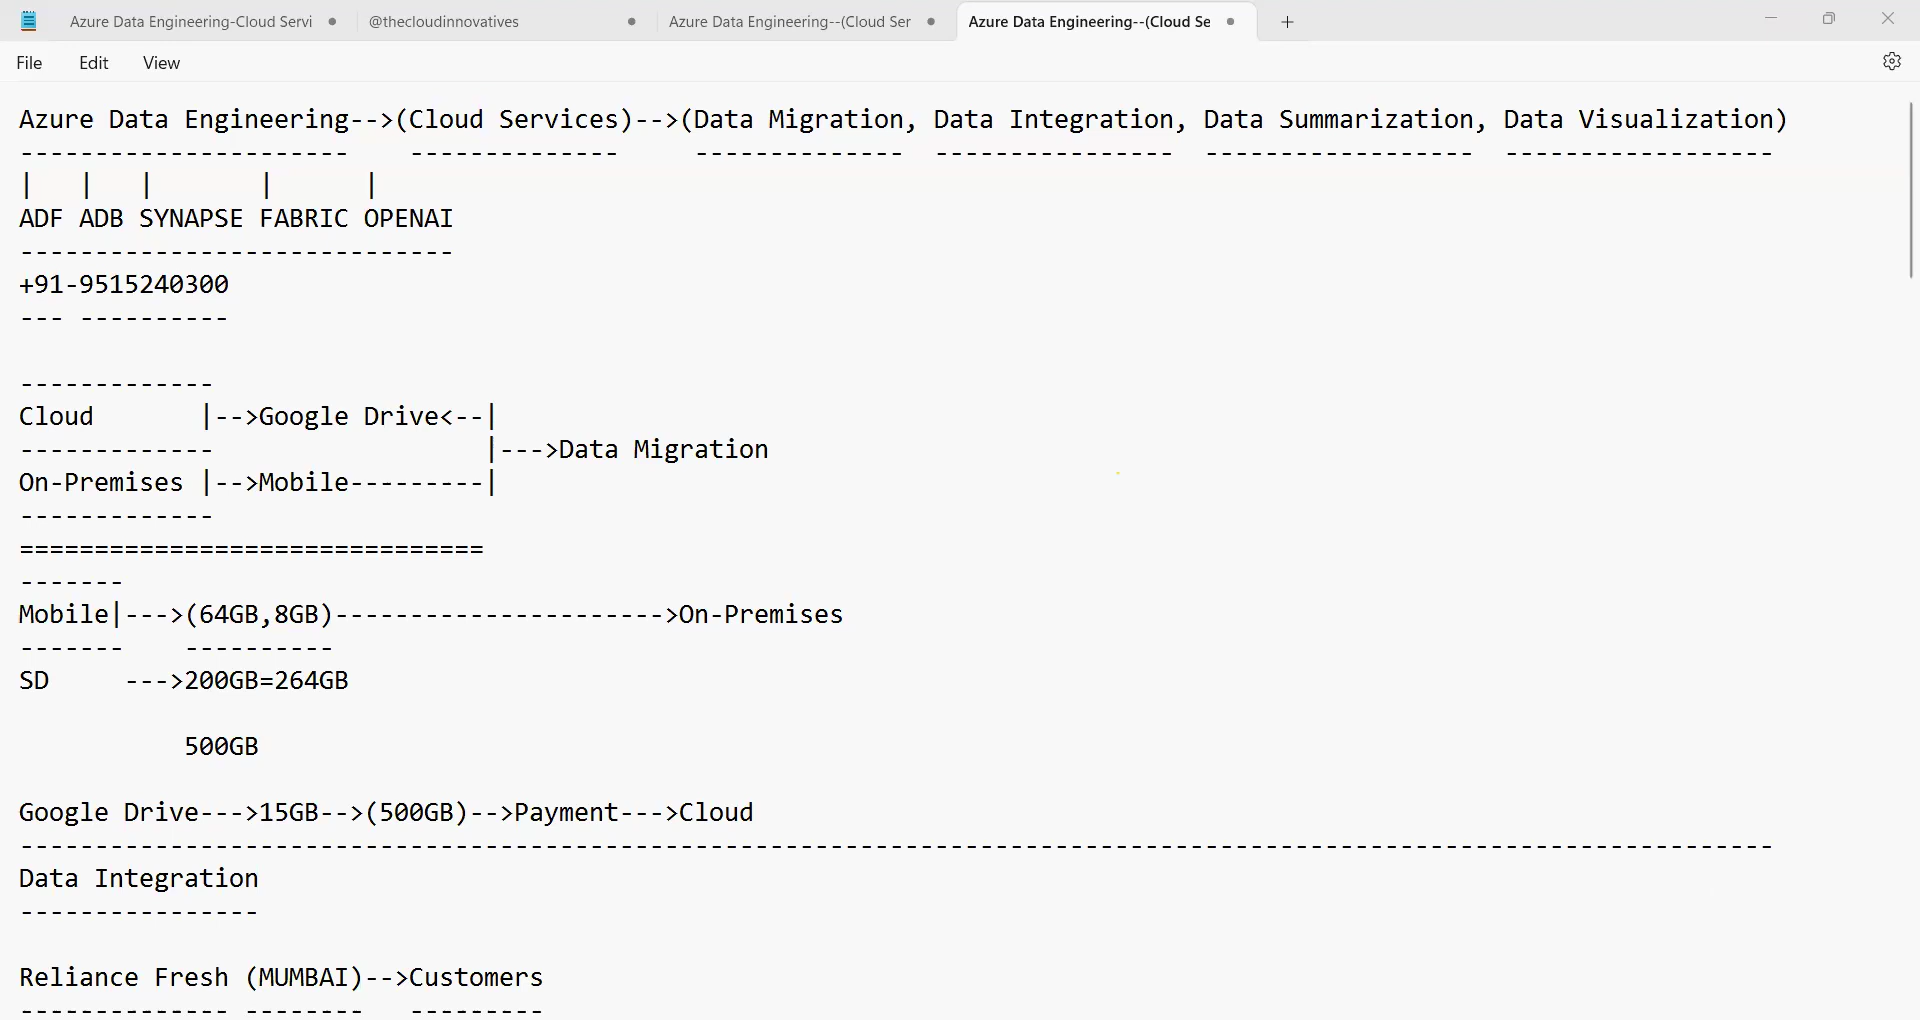 Azure Data Engineering-Cloud Servi
@thecloudinnovatives
Azure Data Engineering--(Cloud Ser
Azure Data Engineering--(Cloud Se
File Edit View
Azure Data Engineering-->(Cloud Services)-->(Data Migration, Data Integration, Data Summarization, Data Visualization)
---------------------- -------------- -------------- ---------------- ------------------ ------------------
| | | | |
ADF ADB SYNAPSE FABRIC OPENAI
-----------------------------
+91-9515240300
--- ----------
-------------
Cloud |-->Google Drive<--|
------------- |--->Data Migration
On-Premises |-->Mobile---------|
-------------
===============================
-------
Mobile|--->(64GB,8GB)---------------------->On-Premises
------- ----------
SD --->200GB=264GB
500GB
Google Drive--->15GB-->(500GB)-->Payment--->Cloud
---------------------------------------------------------------------------------------------------------------------
Data Integration
----------------
Reliance Fresh (MUMBAI)-->Customers
-------------- -------- ---------